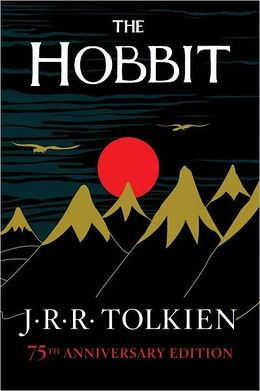 THE
HOBBIT
J·R·R· TOLKIEN
75TH ANNIVERSARY EDITION